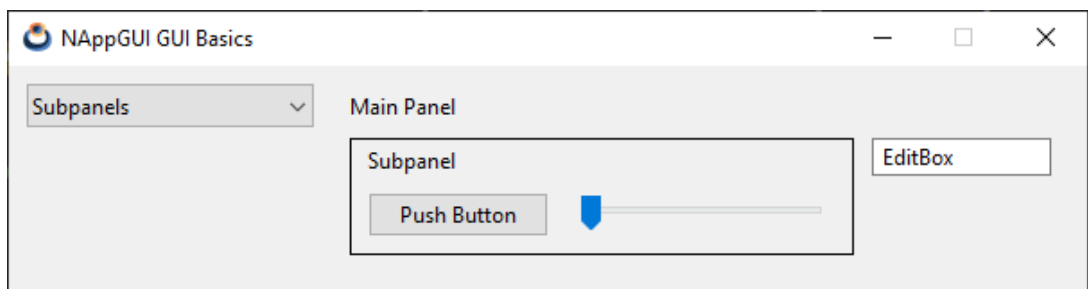 NAppGUI GUI Basics
Subpanels
Main Panel
Subpanel
EditBox
Push Button